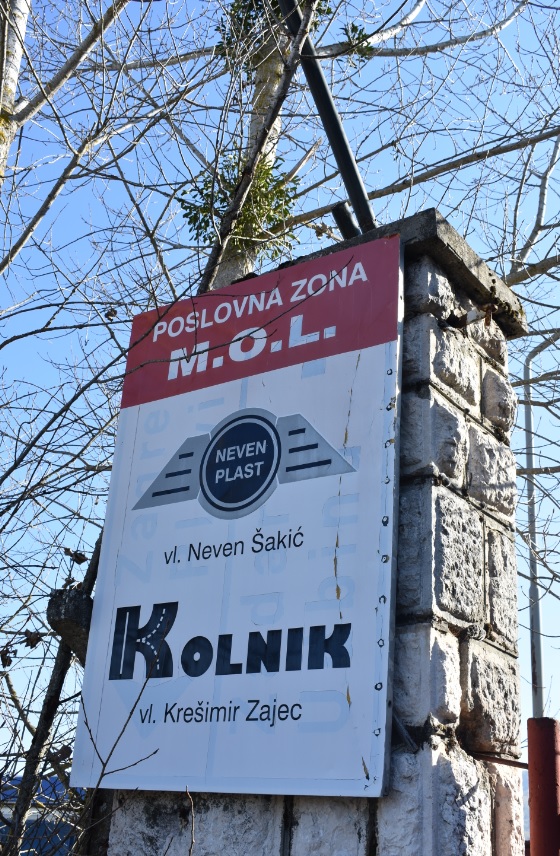 POSLOVNA ZONA
M.O.L.
NEVEN
PLAST
vl. Neven Šakić
KOLNIK
vl. Krešimir Zajec